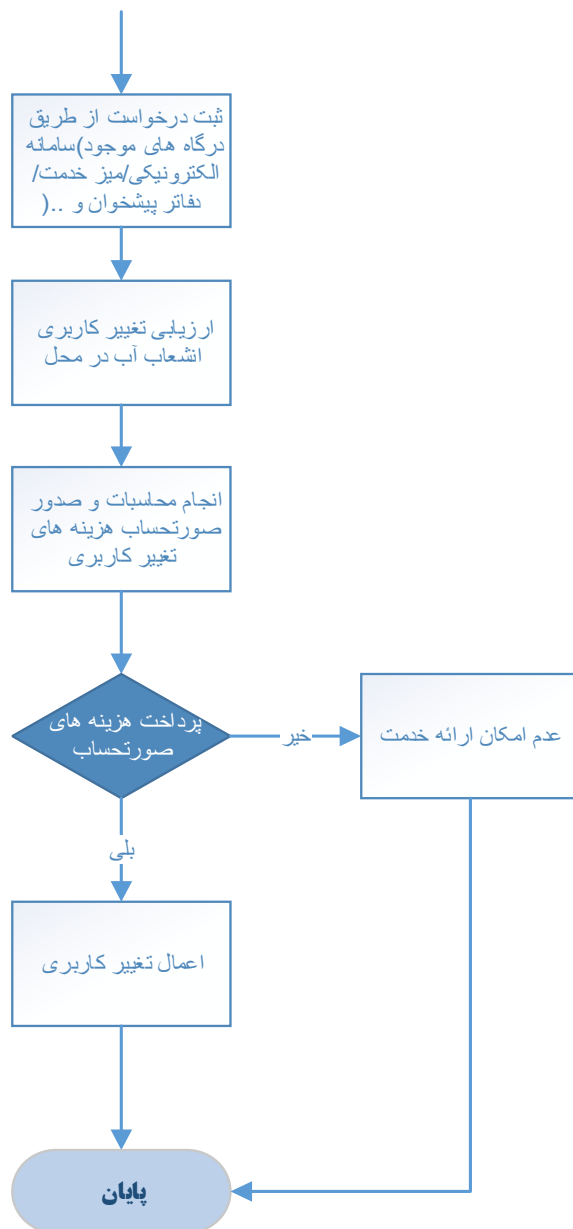 ثبت درخواست از طریق
درگاه های موجود)سامانه
الکترونیکی/میز خدمت/
دفاتر پیشخوان و ..(
ارزیابی تغییر کاربری
انشعاب آب در محل
انجام محاسبات و صدور
صورتحساب هزینه های
تغییر کاربری
پرداخت هزینه های
صورتحساب
خیر
عدم امکان ارائه خدمت
بلی
اعمال تغییر کاربری
پایان